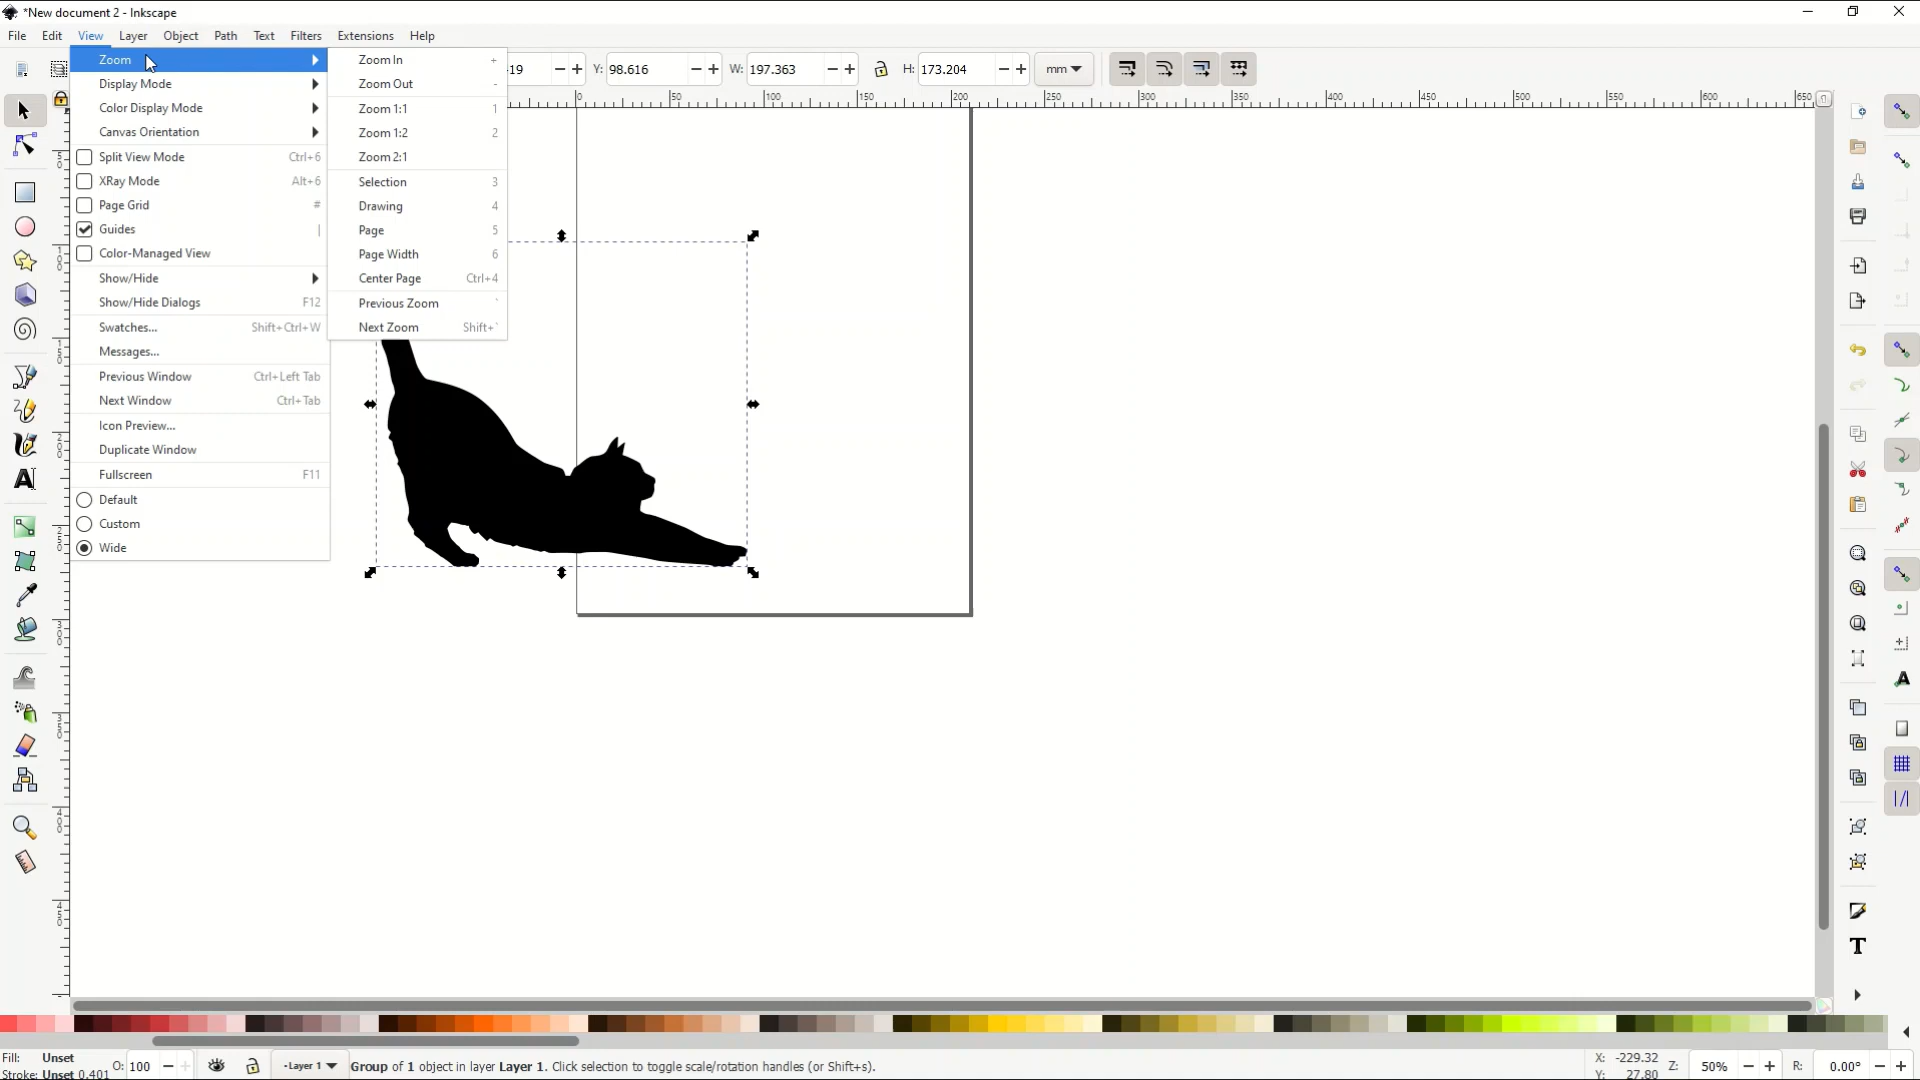 *New document 2 - Inkscape
File Edit View Layer Object Path Text Filters Extensions Help
19 Y: 98.616 W: 197.363 H: 173.204 mm
Zoom
Display Mode
Color Display Mode
Canvas Orientation
Split View Mode Ctrl+6
XRay Mode Alt+6
Page Grid #
Guides |
Color-Managed View
Show/Hide
Show/Hide Dialogs F12
Swatches... Shift+Ctrl+W
Messages...
Previous Window Ctrl+Left Tab
Next Window Ctrl+Tab
Icon Preview...
Duplicate Window
Fullscreen F11
Default
Custom
Wide
Zoom In +
Zoom Out -
Zoom 1:1 1
Zoom 1:2 2
Zoom 2:1
Selection 3
Drawing 4
Page 5
Page Width 6
Center Page Ctrl+4
Previous Zoom `
Next Zoom Shift+`
0 50 100 150 200 250 300 350 400 450 500 550 600 650
Fill: Unset
Stroke: Unset 0.401
O: 100
-Layer 1
Group of 1 object in layer Layer 1. Click selection to toggle scale/rotation handles (or Shift+s).
X: -229.32
Y: 27.80
Z: 50%
R: 0.00°